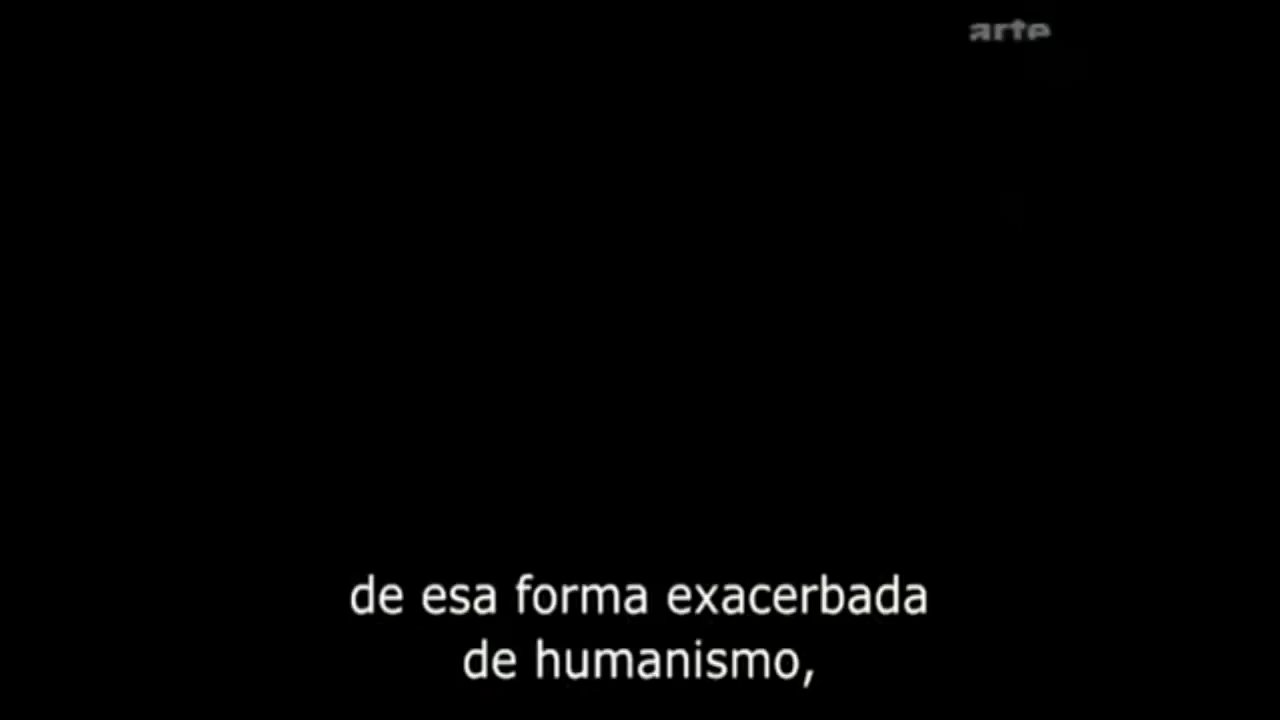 arte
de esa forma exacerbada
de humanismo,